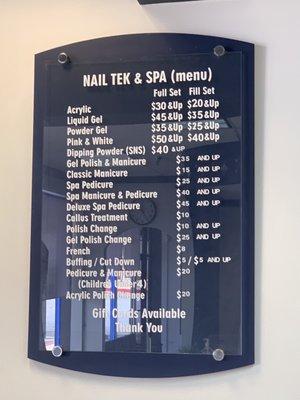 NAIL TEK & SPA (menu)
Full Set Fill Set
Acrylic $30&Up $20&Up
Liquid Gel $45&Up $35&Up
Powder Gel $35&Up $25&Up
Pink & White $50&Up $40&Up
Dipping Powder (SNS) $40 &UP
Gel Polish & Manicure $35 AND UP
Classic Manicure $15 AND UP
Spa Pedicure $25 AND UP
Spa Manicure & Pedicure $40 AND UP
Deluxe Spa Pedicure $45 AND UP
Callus Treatment $10
Polish Change $10 AND UP
Gel Polish Change $25 AND UP
French $8
Buffing / Cut Down $5 / $5 AND UP
Pedicure & Manicure $20
(Children Under 4)
Acrylic Polish Change $20
Gift Cards Available
Thank You